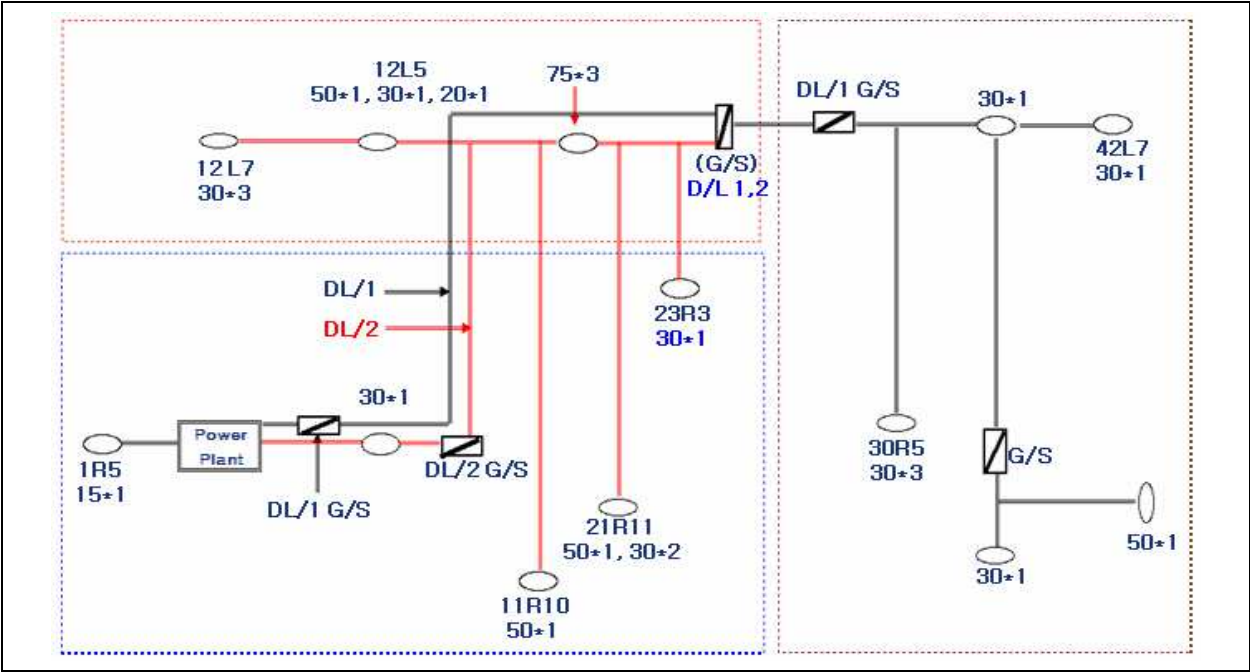 12L5
50*1, 30*1, 20*1
75*3
12 L7
30*3
(G/S)
D/L 1,2
DL/1 G/S
30*1
42L7
30*1
DL/1
DL/2
23R3
30*1
30*1
Power
Plant
1R5
15*1
DL/1 G/S
DL/2 G/S
21R11
50*1, 30*2
11R10
50*1
30R5
30*3
G/S
50*1
30*1